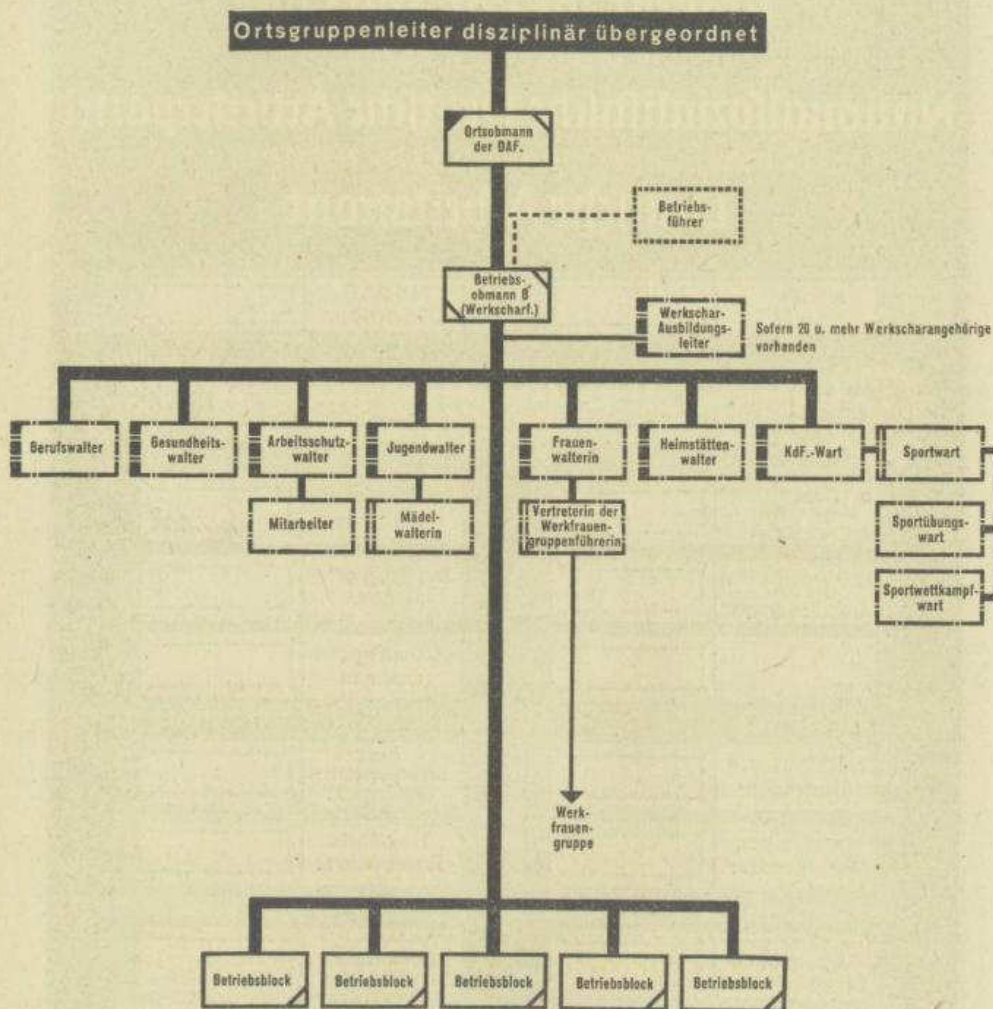 Ortsgruppenleiter disziplinär übergeordnet
Ortsobmann
der DAF.
Betriebs-
führer
Betriebs-
obmann B
(Werkscharf.)
Werkschar-
Ausbildungs-
leiter
Sofern 20 u. mehr Werkscharangehörige
vorhanden
Berufswalter
Gesundheits-
walter
Arbeitsschutz-
walter
Jugendwalter
Frauen-
walterin
Heimstätten-
walter
KdF.-Wart
Sportwart
Mitarbeiter
Mädel-
walterin
Vertreterin der
Werkfrauen-
gruppenführerin
Sportübungs-
wart
Sportwettkampf-
wart
Werk-
frauen-
gruppe
Betriebsblock
Betriebsblock
Betriebsblock
Betriebsblock
Betriebsblock